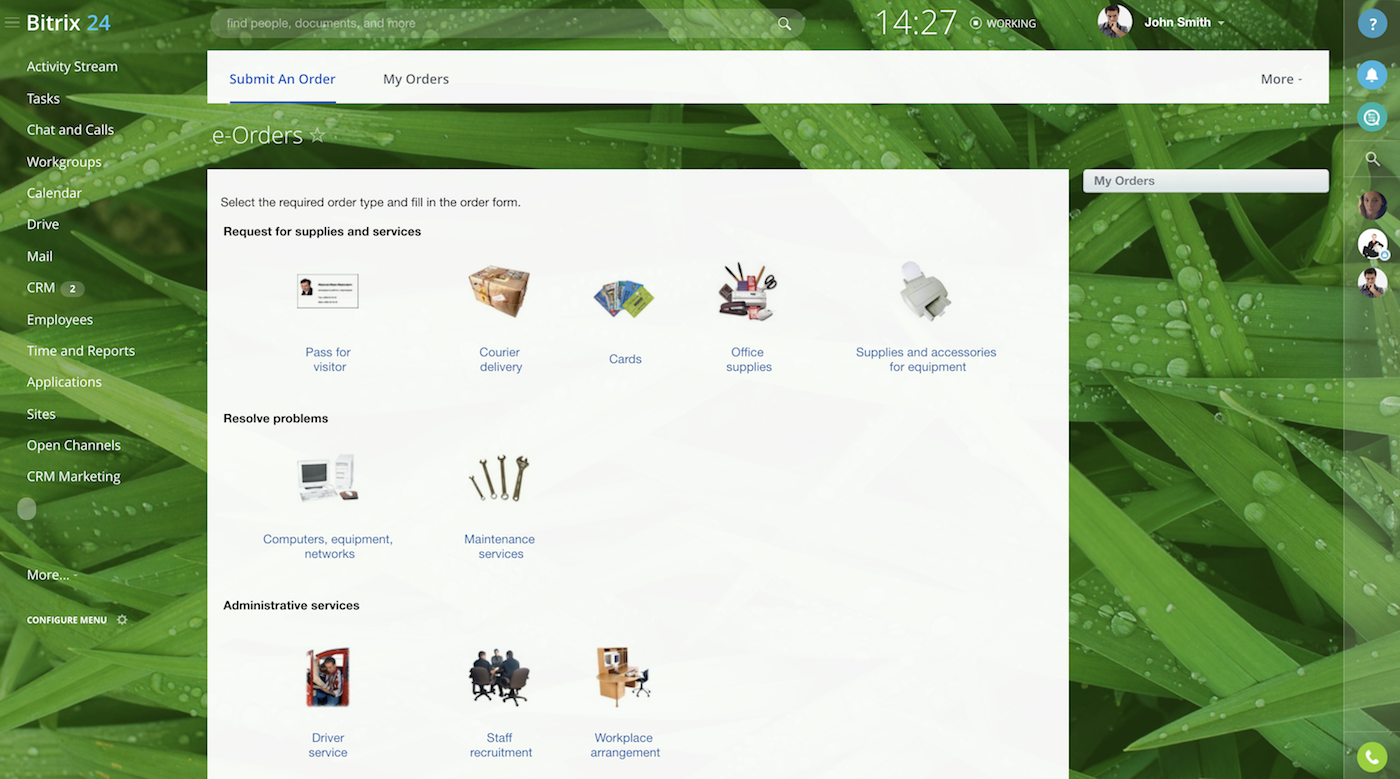 Bitrix 24
find people, documents, and more
14:27
WORKING
John Smith
?
Activity Stream
Tasks
Chat and Calls
Workgroups
Calendar
Drive
Mail
CRM 2
Employees
Time and Reports
Applications
Sites
Open Channels
CRM Marketing
More...
CONFIGURE MENU
Submit An Order
My Orders
More
e-Orders
Select the required order type and fill in the order form.
Request for supplies and services
Pass for
visitor
Courier
delivery
Cards
Office
supplies
Supplies and accessories
for equipment
Resolve problems
Computers, equipment,
networks
Maintenance
services
Administrative services
Driver
service
Staff
recruitment
Workplace
arrangement
My Orders